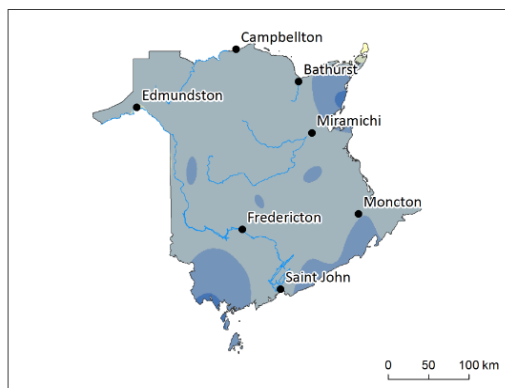 Campbellton
Bathurst
Edmundston
Miramichi
Moncton
Fredericton
Saint John
0 50 100 km